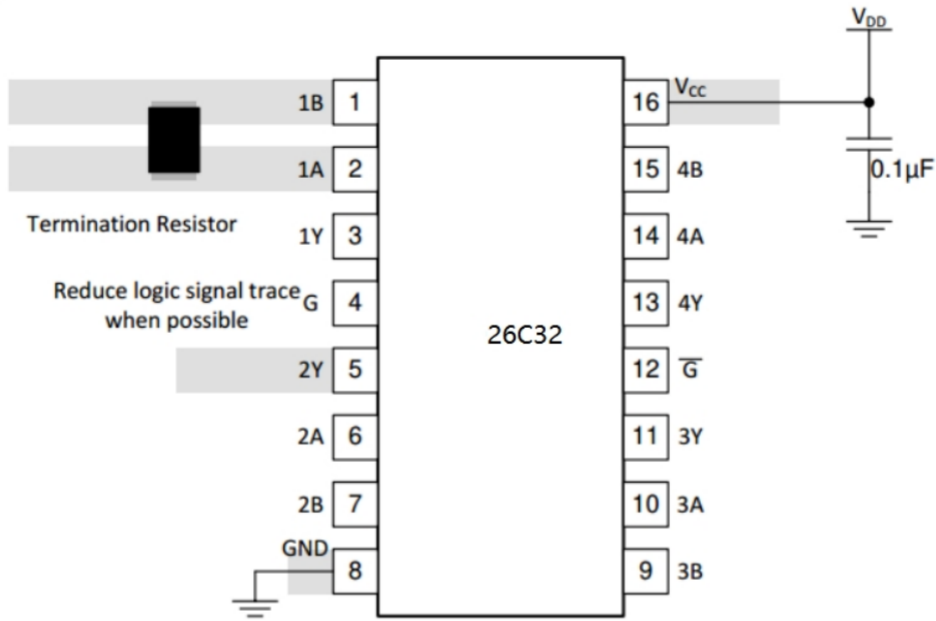 V_DD
1B 1
16 V_CC
1A 2
15 4B
0.1μF
Termination Resistor
1Y 3
14 4A
Reduce logic signal trace
when possible
G 4
13 4Y
26C32
2Y 5
12 G̅
2A 6
11 3Y
2B 7
10 3A
GND
8
9 3B